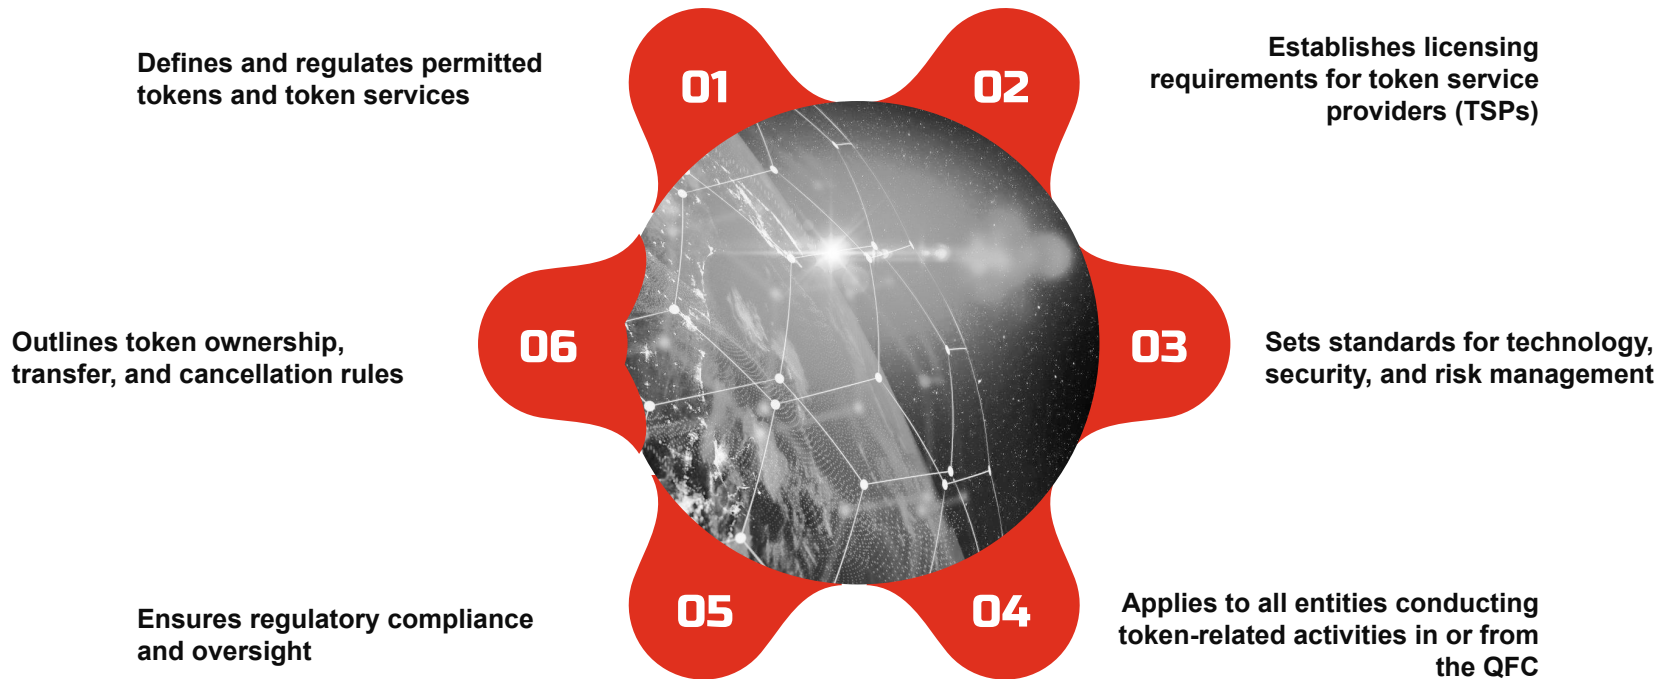 01
Defines and regulates permitted
tokens and token services
02
Establishes licensing
requirements for token service
providers (TSPs)
03
Sets standards for technology,
security, and risk management
04
Applies to all entities conducting
token-related activities in or from
the QFC
05
Ensures regulatory compliance
and oversight
06
Outlines token ownership,
transfer, and cancellation rules